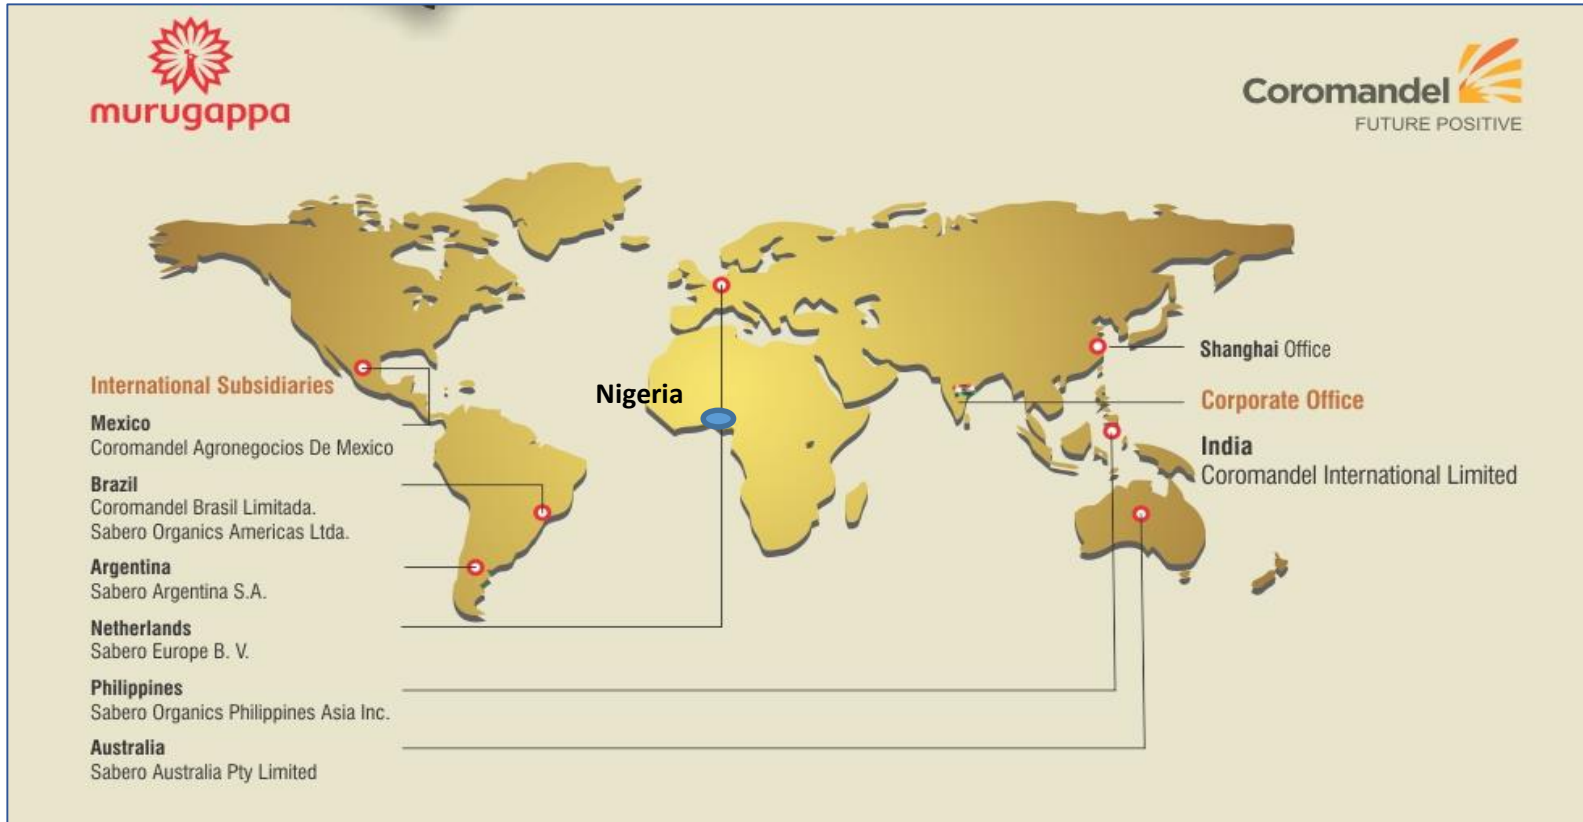 murugappa
Coromandel
FUTURE POSITIVE
Nigeria
International Subsidiaries
Mexico
Coromandel Agronegocios De Mexico
Brazil
Coromandel Brasil Limitada.
Sabero Organics Americas Ltda.
Argentina
Sabero Argentina S.A.
Netherlands
Sabero Europe B. V.
Philippines
Sabero Organics Philippines Asia Inc.
Australia
Sabero Australia Pty Limited
Shanghai Office
Corporate Office
India
Coromandel International Limited